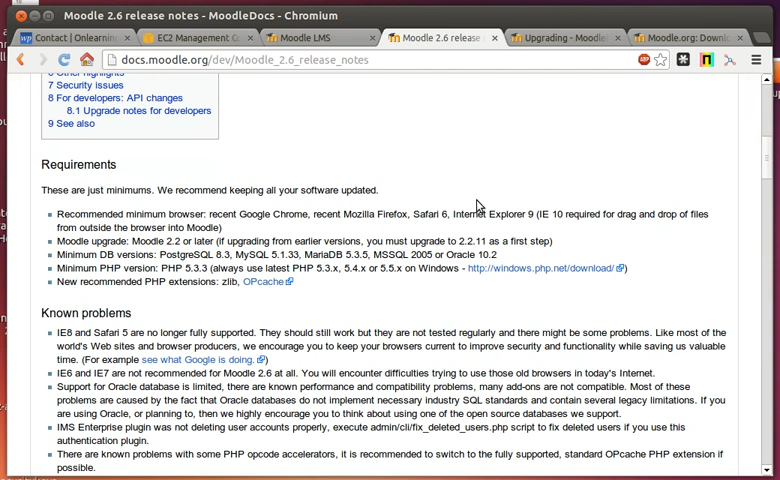 Moodle 2.6 release notes - MoodleDocs - Chromium
Contact | Onlearning
EC2 Management Co
Moodle LMS
Moodle 2.6 release
Upgrading - Moodle
Moodle.org: Downl
docs.moodle.org/dev/Moodle_2.6_release_notes
6 Other highlights
7 Security issues
8 For developers: API changes
8.1 Upgrade notes for developers
9 See also
Requirements
These are just minimums. We recommend keeping all your software updated.
Recommended minimum browser: recent Google Chrome, recent Mozilla Firefox, Safari 6, Internet Explorer 9 (IE 10 required for drag and drop of files
from outside the browser into Moodle)
Moodle upgrade: Moodle 2.2 or later (if upgrading from earlier versions, you must upgrade to 2.2.11 as a first step)
Minimum DB versions: PostgreSQL 8.3, MySQL 5.1.33, MariaDB 5.3.5, MSSQL 2005 or Oracle 10.2
Minimum PHP version: PHP 5.3.3 (always use latest PHP 5.3.x, 5.4.x or 5.5.x on Windows - http://windows.php.net/download/)
New recommended PHP extensions: zlib, OPcache
Known problems
IE8 and Safari 5 are no longer fully supported. They should still work but they are not tested regularly and there might be some problems. Like most of the
world's Web sites and browser producers, we encourage you to keep your browsers current to improve security and functionality while saving us valuable
time. (For example see what Google is doing.)
IE6 and IE7 are not recommended for Moodle 2.6 at all. You will encounter difficulties trying to use those old browsers in today's Internet.
Support for Oracle database is limited, there are known performance and compatibility problems, many add-ons are not compatible. Most of these
problems are caused by the fact that Oracle databases do not implement necessary industry SQL standards and contain several legacy limitations. If you
are using Oracle, or planning to, then we highly encourage you to think about using one of the open source databases we support.
IMS Enterprise plugin was not deleting user accounts properly, execute admin/cli/fix_deleted_users.php script to fix deleted users if you use this
authentication plugin.
There are known problems with some PHP opcode accelerators, it is recommended to switch to the fully supported, standard OPcache PHP extension if
possible.